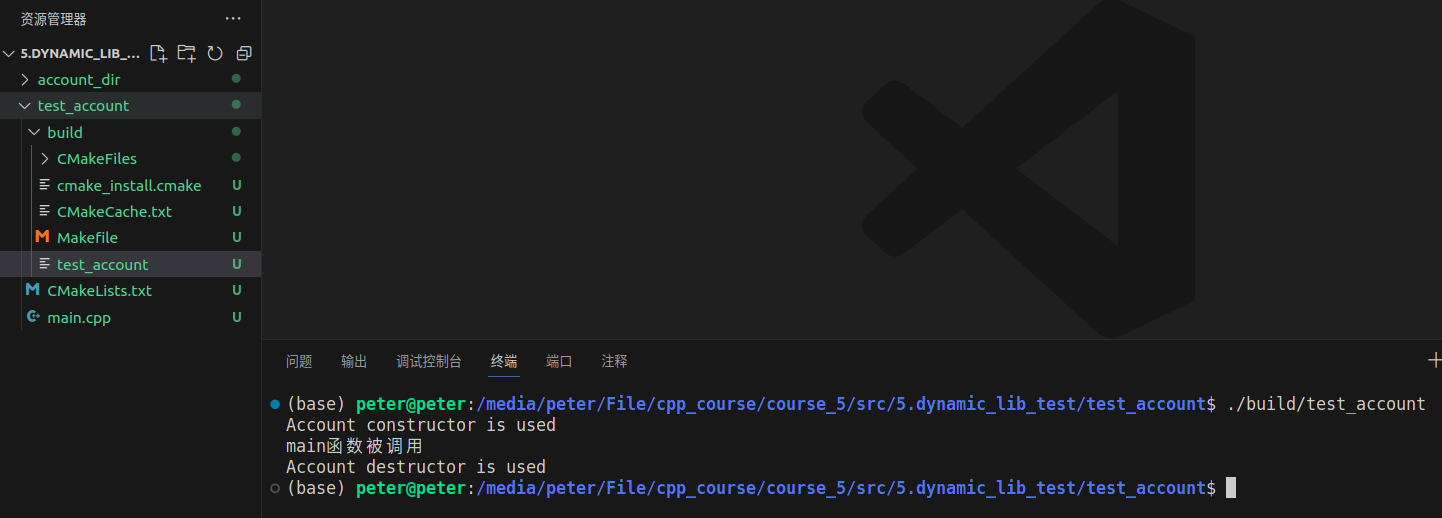 资源管理器
5.DYNAMIC_LIB_...
account_dir
test_account
build
CMakeFiles
cmake_install.cmake U
CMakeCache.txt U
Makefile U
test_account U
CMakeLists.txt U
main.cpp U
问题 输出 调试控制台 终端 端口 注释
(base) peter@peter:/media/peter/File/cpp_course/course_5/src/5.dynamic_lib_test/test_account$ ./build/test_account
Account constructor is used
main函数被调用
Account destructor is used
(base) peter@peter:/media/peter/File/cpp_course/course_5/src/5.dynamic_lib_test/test_account$